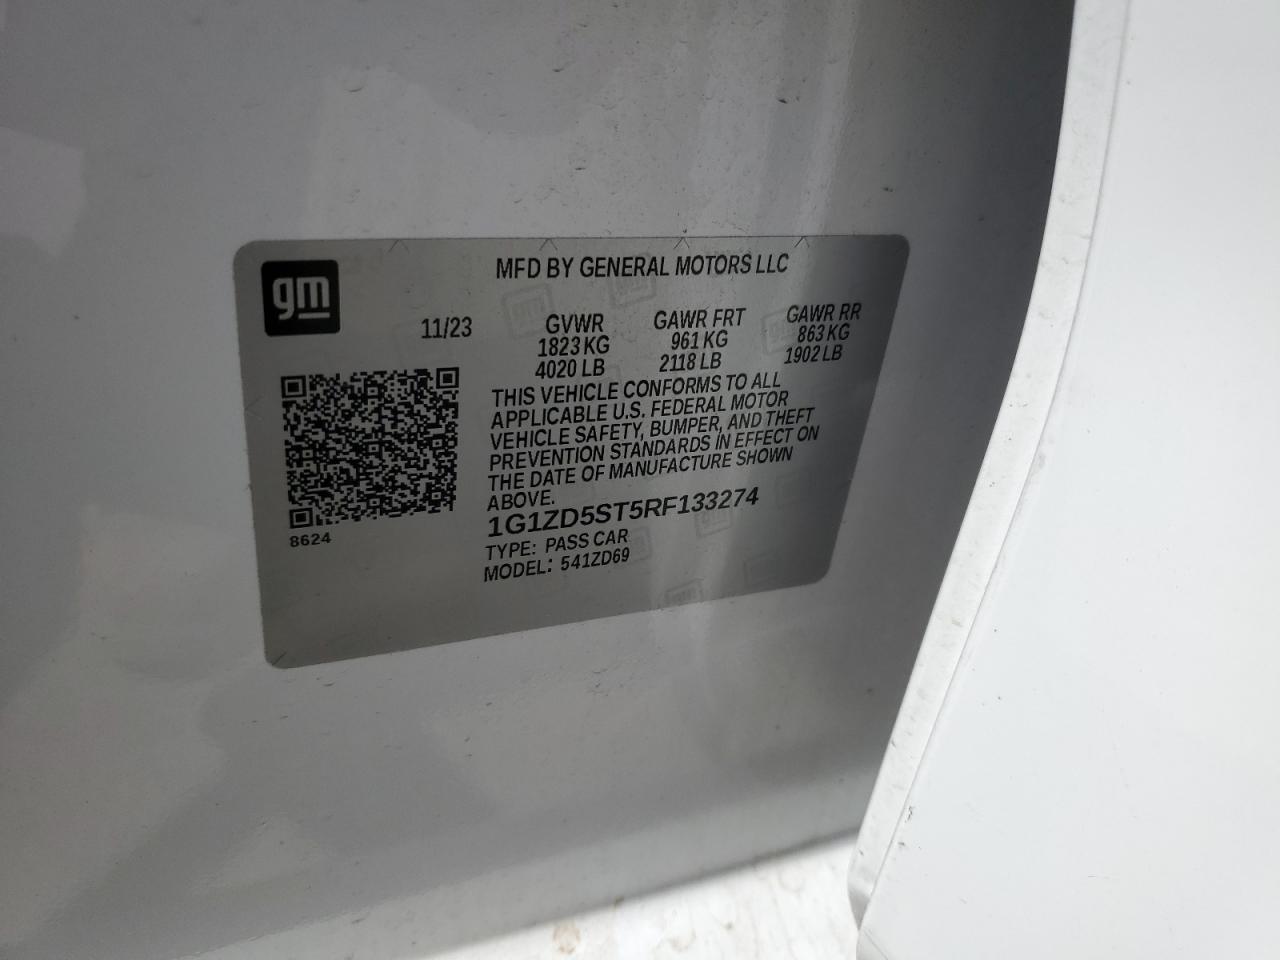 gm
MFD BY GENERAL MOTORS LLC
11/23
GVWR
1823 KG
4020 LB
GAWR FRT
961 KG
2118 LB
GAWR RR
863 KG
1902 LB
THIS VEHICLE CONFORMS TO ALL
APPLICABLE U.S. FEDERAL MOTOR
VEHICLE SAFETY, BUMPER, AND THEFT
PREVENTION STANDARDS IN EFFECT ON
THE DATE OF MANUFACTURE SHOWN
ABOVE.
1G1ZD5ST5RF133274
TYPE: PASS CAR
MODEL: 541ZD69
8624